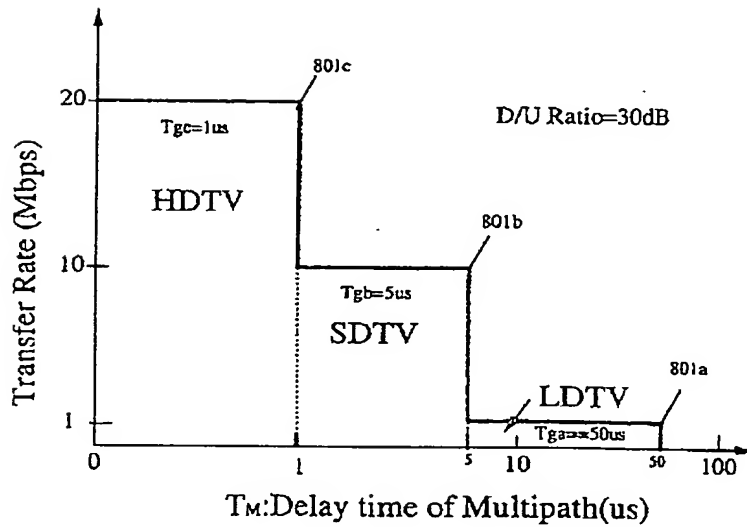 801c
20
D/U Ratio=30dB
Tgc=1us
HDTV
801b
10
Tgb=5us
SDTV
801a
LDTV
1
Tga==50us
0
1
5
10
50
100
Transfer Rate (Mbps)
TM:Delay time of Multipath(us)